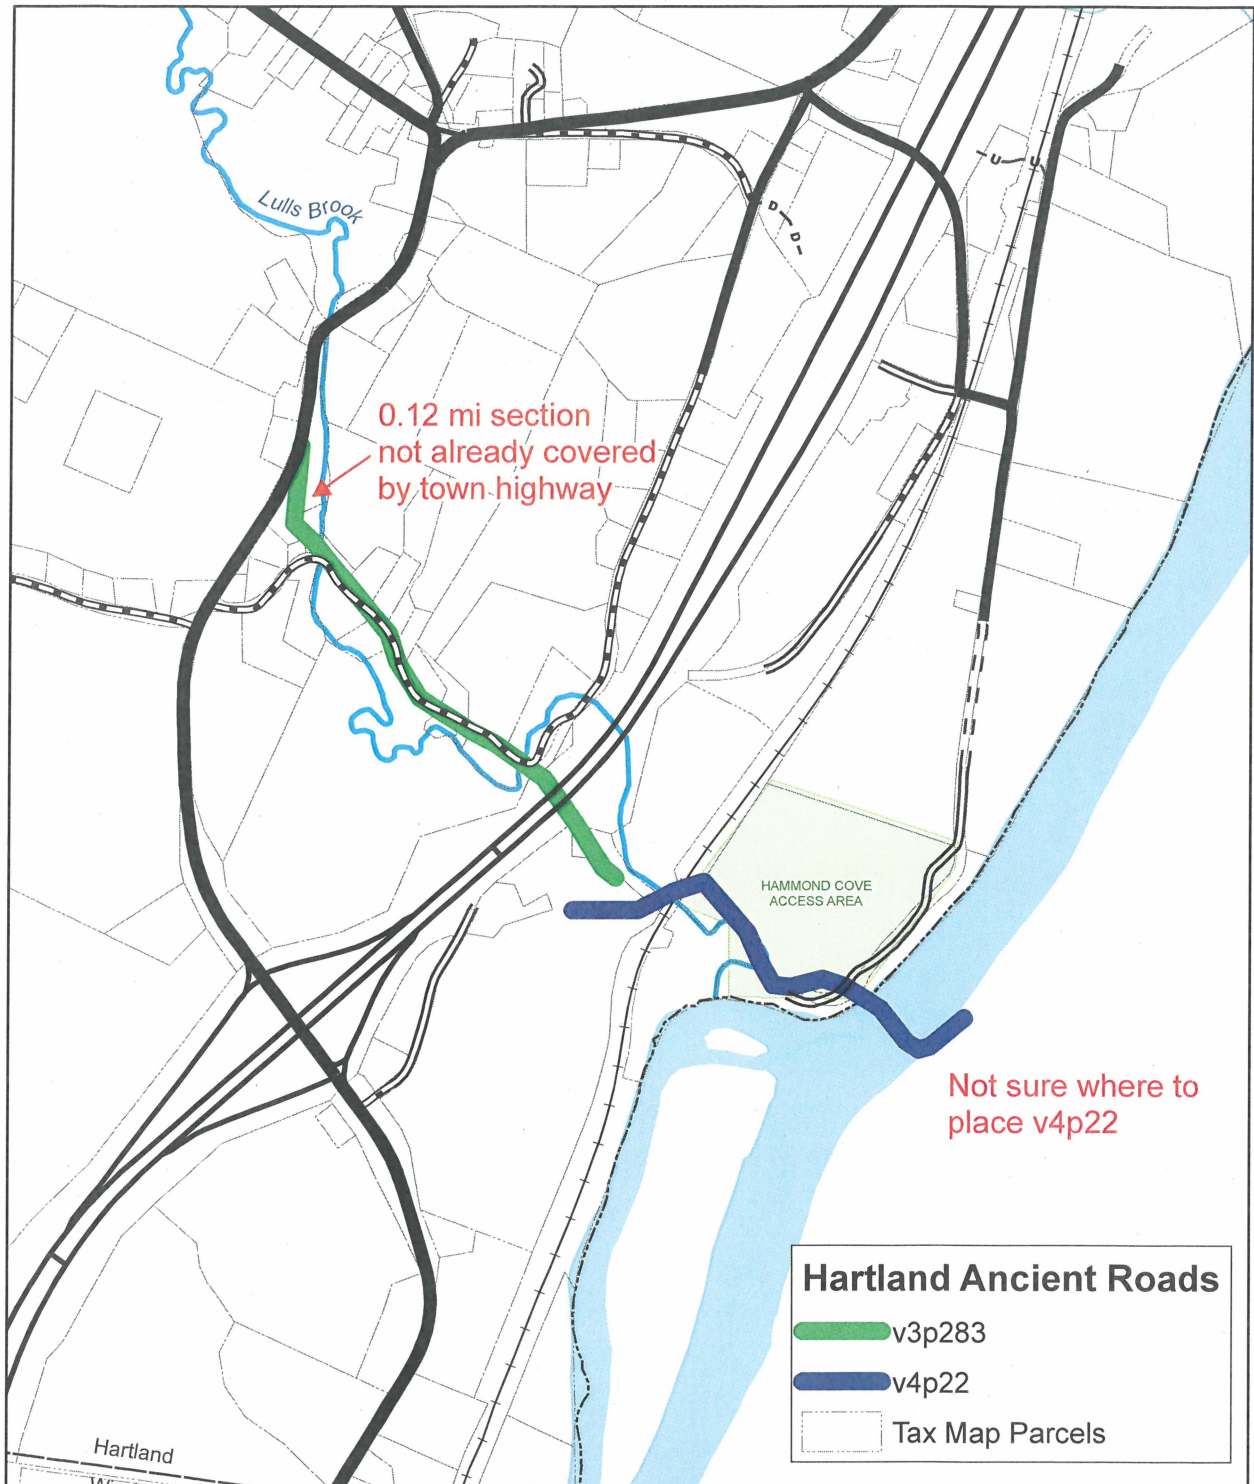 Lulls Brook
U
U
D
D
0.12 mi section
not already covered
by town highway
HAMMOND COVE
ACCESS AREA
Not sure where to
place v4p22
Hartland Ancient Roads
v3p283
v4p22
Tax Map Parcels
Hartland